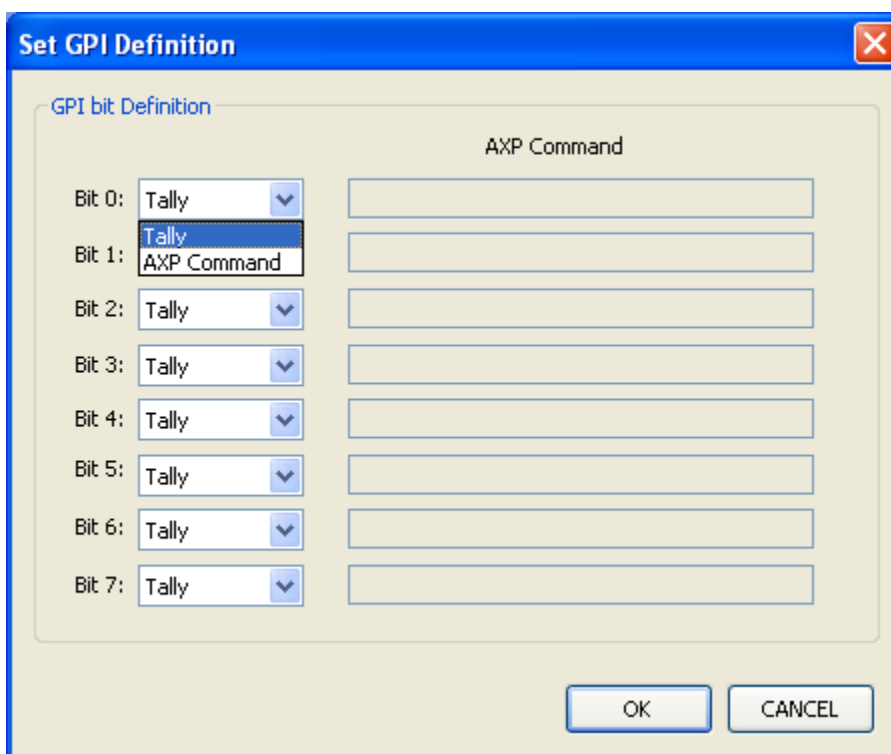 Set GPI Definition
GPI bit Definition
AXP Command
Bit 0: Tally
Tally
Bit 1: AXP Command
Bit 2: Tally
Bit 3: Tally
Bit 4: Tally
Bit 5: Tally
Bit 6: Tally
Bit 7: Tally
OK CANCEL